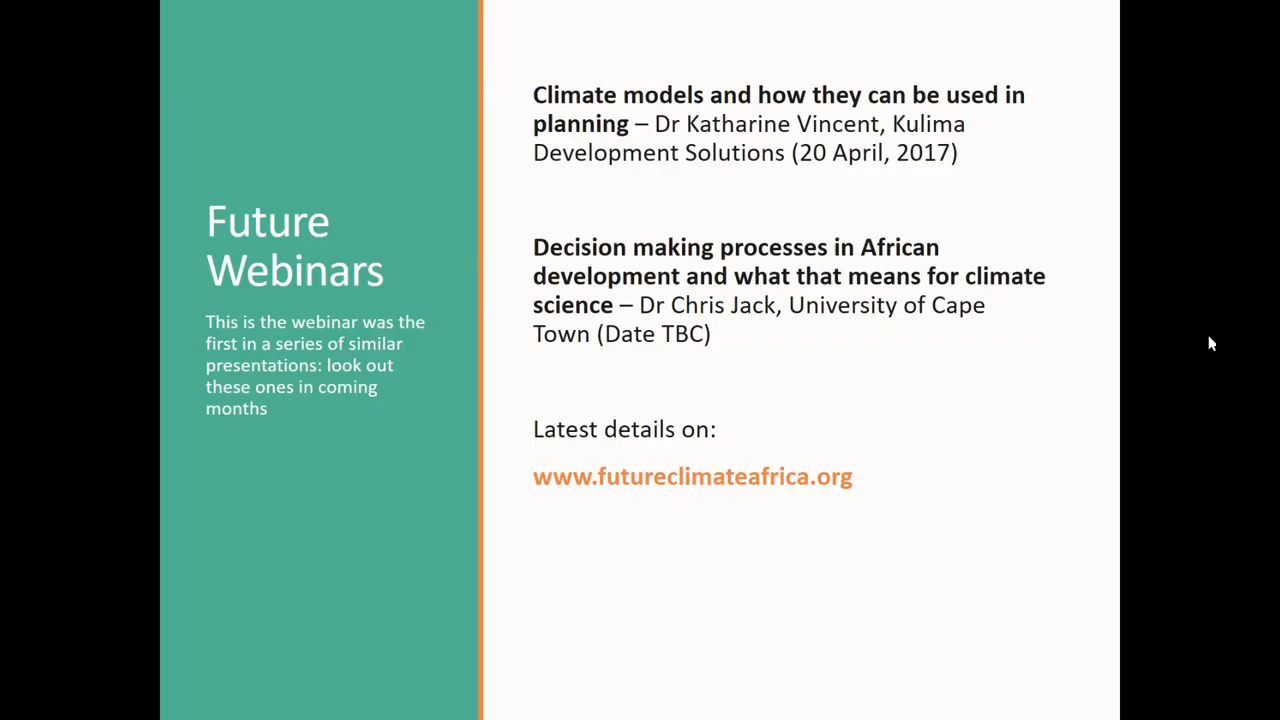 Future
Webinars
This is the webinar was the
first in a series of similar
presentations: look out
these ones in coming
months
Climate models and how they can be used in
planning – Dr Katharine Vincent, Kulima
Development Solutions (20 April, 2017)
Decision making processes in African
development and what that means for climate
science – Dr Chris Jack, University of Cape
Town (Date TBC)
Latest details on:
www.futureclimateafrica.org